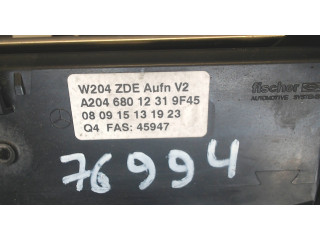 W204 ZDE Aufn V2
A204 680 12 31 9F45
08 09 15 13 19 23
Q4 FAS: 45947
fischer
AUTOMOTIVE SYSTEMS
76994